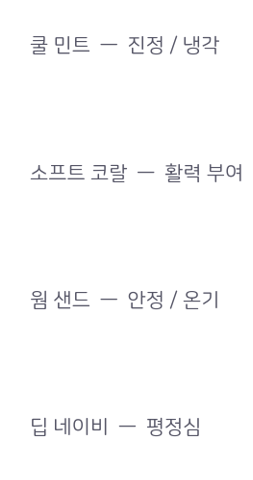 쿨 민트 — 진정 / 냉각
소프트 코랄 — 활력 부여
웜 샌드 — 안정 / 온기
딥 네이비 — 평정심